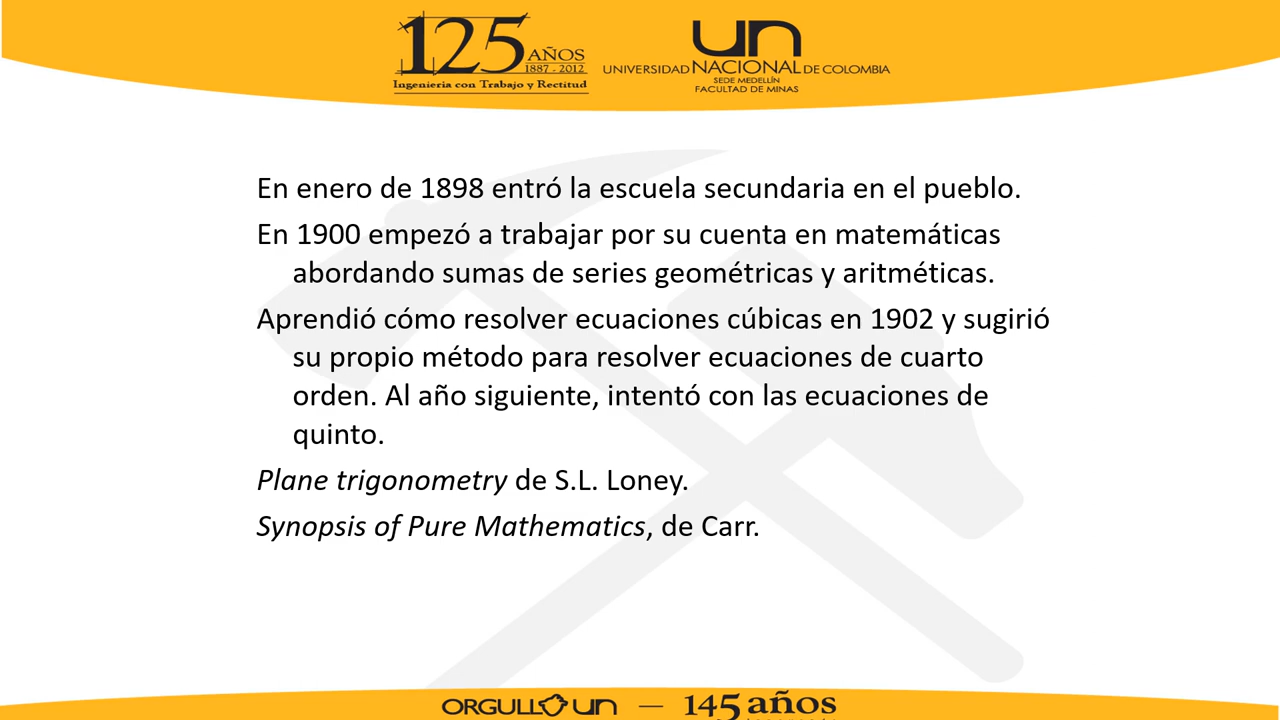 125 AÑOS
1887 - 2012
Ingeniería con Trabajo y Rectitud
un
UNIVERSIDAD NACIONAL DE COLOMBIA
SEDE MEDELLÍN
FACULTAD DE MINAS
En enero de 1898 entró la escuela secundaria en el pueblo.
En 1900 empezó a trabajar por su cuenta en matemáticas
abordando sumas de series geométricas y aritméticas.
Aprendió cómo resolver ecuaciones cúbicas en 1902 y sugirió
su propio método para resolver ecuaciones de cuarto
orden. Al año siguiente, intentó con las ecuaciones de
quinto.
Plane trigonometry de S.L. Loney.
Synopsis of Pure Mathematics, de Carr.
ORGULLO un — 145 años